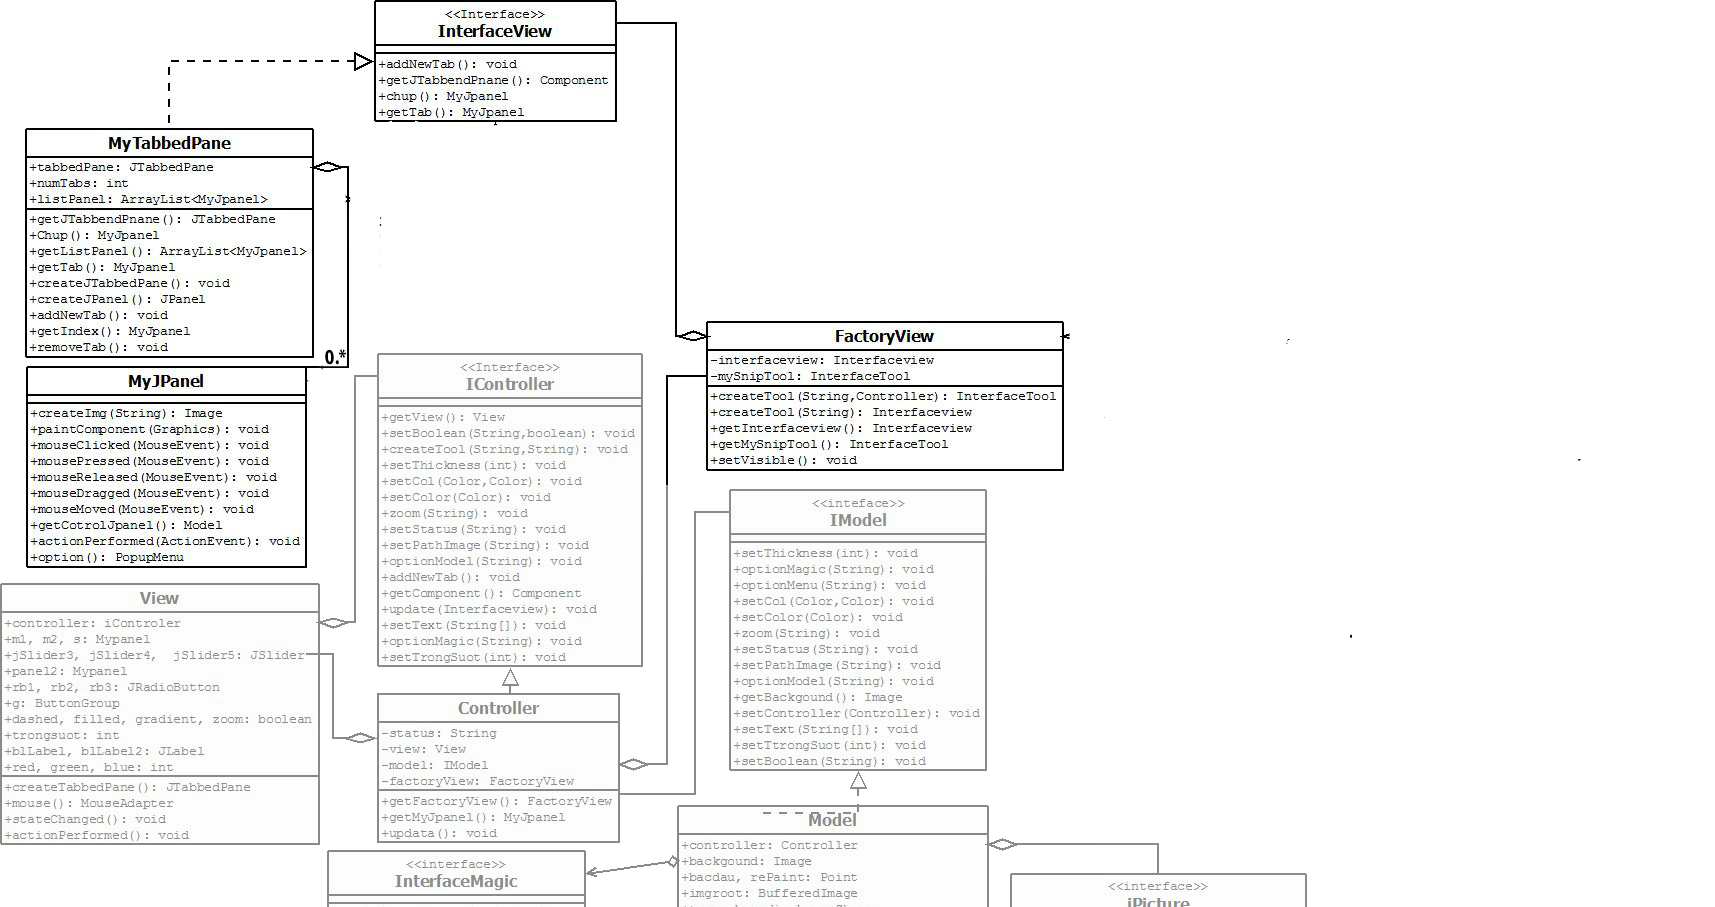 <<Interface>>
InterfaceView
+addNewTab(): void
+getJTabbendPnane(): Component
+chup(): MyJpanel
+getTab(): MyJpanel
MyTabbedPane
+tabbedPane: JTabbedPane
+numTabs: int
+listPanel: ArrayList<MyJpanel>
+getJTabbendPnane(): JTabbedPane
+Chup(): MyJpanel
+getListPanel(): ArrayList<MyJpanel>
+getTab(): MyJpanel
+createJTabbedPane(): void
+createJPanel(): JPanel
+addNewTab(): void
+getIndex(): MyJpanel
+removeTab(): void
0.*
MyJPanel
+createImg(String): Image
+paintComponent(Graphics): void
+mouseClicked(MouseEvent): void
+mousePressed(MouseEvent): void
+mouseReleased(MouseEvent): void
+mouseDragged(MouseEvent): void
+mouseMoved(MouseEvent): void
+getCotrolJpanel(): Model
+actionPerformed(ActionEvent): void
+option(): PopupMenu
<<Interface>>
IController
+getView(): View
+setBoolean(String,boolean): void
+createTool(String,String): void
+setThickness(int): void
+setCol(Color,Color): void
+setColor(Color): void
+zoom(String): void
+setStatus(String): void
+setPathImage(String): void
+optionModel(String): void
+addNewTab(): void
+getComponent(): Component
+update(Interfaceview): void
+setText(String[]): void
+optionMagic(String): void
+setTrongSuot(int): void
FactoryView
-interfaceview: Interfaceview
-mySnipTool: InterfaceTool
+createTool(String,Controller): InterfaceTool
+createTool(String): Interfaceview
+getInterfaceview(): Interfaceview
+getMySnipTool(): InterfaceTool
+setVisible(): void
<<inteface>>
IModel
+setThickness(int): void
+optionMagic(String): void
+optionMenu(String): void
+setCol(Color,Color): void
+setColor(Color): void
+zoom(String): void
+setStatus(String): void
+setPathImage(String): void
+optionModel(String): void
+getBackgound(): Image
+setController(Controller): void
+setText(String[]): void
+setTtrongSuot(int): void
+setBoolean(String): void
View
+controller: iControler
+m1, m2, s: Mypanel
+jSlider3, jSlider4,  jSlider5: JSlider
+panel2: Mypanel
+rb1, rb2, rb3: JRadioButton
+g: ButtonGroup
+dashed, filled, gradient, zoom: boolean
+trongsuot: int
+blLabel, blLabel2: JLabel
+red, green, blue: int
+createTabbedPane(): JTabbedPane
+mouse(): MouseAdapter
+stateChanged(): void
+actionPerformed(): void
Controller
-status: String
-view: View
-model: IModel
-factoryView: FactoryView
+getFactoryView(): FactoryView
+getMyJpanel(): MyJpanel
+updata(): void
<<interface>>
InterfaceMagic
Model
+controller: Controller
+backgound: Image
+bacdau, rePaint: Point
+imgroot: BufferedImage
<<interface>>
iPicture